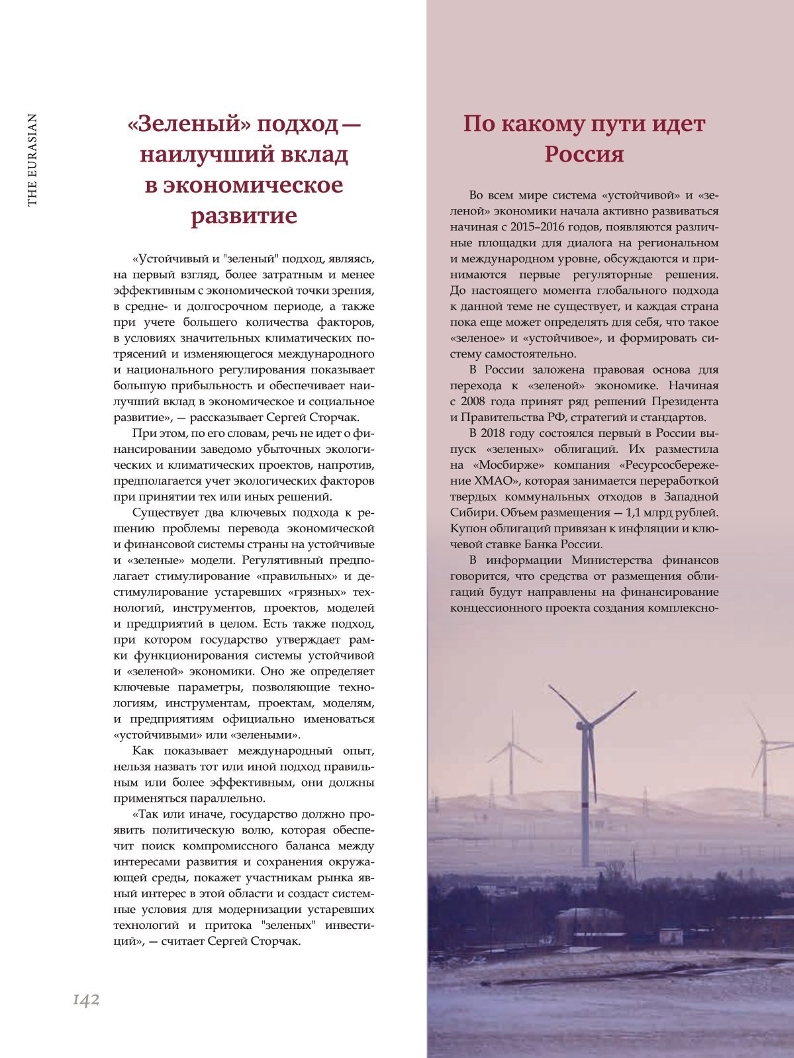 THE EURASIAN
«Зеленый» подход —
наилучший вклад
в экономическое
развитие
«Устойчивый и "зеленый" подход, являясь,
на первый взгляд, более затратным и менее
эффективным с экономической точки зрения,
в средне- и долгосрочном периоде, а также
при учете большего количества факторов,
в условиях значительных климатических по-
трясений и изменяющегося международного
и национального регулирования показывает
большую прибыльность и обеспечивает наи-
лучший вклад в экономическое и социальное
развитие», — рассказывает Сергей Сторчак.
При этом, по его словам, речь не идет о фи-
нансировании заведомо убыточных экологи-
ческих и климатических проектов, напротив,
предполагается учет экологических факторов
при принятии тех или иных решений.
Существует два ключевых подхода к ре-
шению проблемы перевода экономической
и финансовой системы страны на устойчивые
и «зеленые» модели. Регулятивный предпо-
лагает стимулирование «правильных» и де-
стимулирование устаревших «грязных» тех-
нологий, инструментов, проектов, моделей
и предприятий в целом. Есть также подход,
при котором государство утверждает рам-
ки функционирования системы устойчивой
и «зеленой» экономики. Оно же определяет
ключевые параметры, позволяющие техно-
логиям, инструментам, проектам, моделям,
и предприятиям официально именоваться
«устойчивыми» или «зелеными».
Как показывает международный опыт,
нельзя назвать тот или иной подход правиль-
ным или более эффективным, они должны
применяться параллельно.
«Так или иначе, государство должно про-
явить политическую волю, которая обеспе-
чит поиск компромиссного баланса между
интересами развития и сохранения окружа-
ющей среды, покажет участникам рынка яв-
ный интерес в этой области и создаст систем-
ные условия для модернизации устаревших
технологий и притока "зеленых" инвести-
ций», — считает Сергей Сторчак.
142
По какому пути идет
Россия
Во всем мире система «устойчивой» и «зе-
леной» экономики начала активно развиваться
начиная с 2015–2016 годов, появляются различ-
ные площадки для диалога на региональном
и международном уровне, обсуждаются и при-
нимаются первые регуляторные решения.
До настоящего момента глобального подхода
к данной теме не существует, и каждая страна
пока еще может определять для себя, что такое
«зеленое» и «устойчивое», и формировать си-
стему самостоятельно.
В России заложена правовая основа для
перехода к «зеленой» экономике. Начиная
с 2008 года принят ряд решений Президента
и Правительства РФ, стратегий и стандартов.
В 2018 году состоялся первый в России вы-
пуск «зеленых» облигаций. Их разместила
на «Мосбирже» компания «Ресурсосбереже-
ние ХМАО», которая занимается переработкой
твердых коммунальных отходов в Западной
Сибири. Объем размещения — 1,1 млрд рублей.
Купон облигаций привязан к инфляции и клю-
чевой ставке Банка России.
В информации Министерства финансов
говорится, что средства от размещения обли-
гаций будут направлены на финансирование
концессионного проекта создания комплексно-